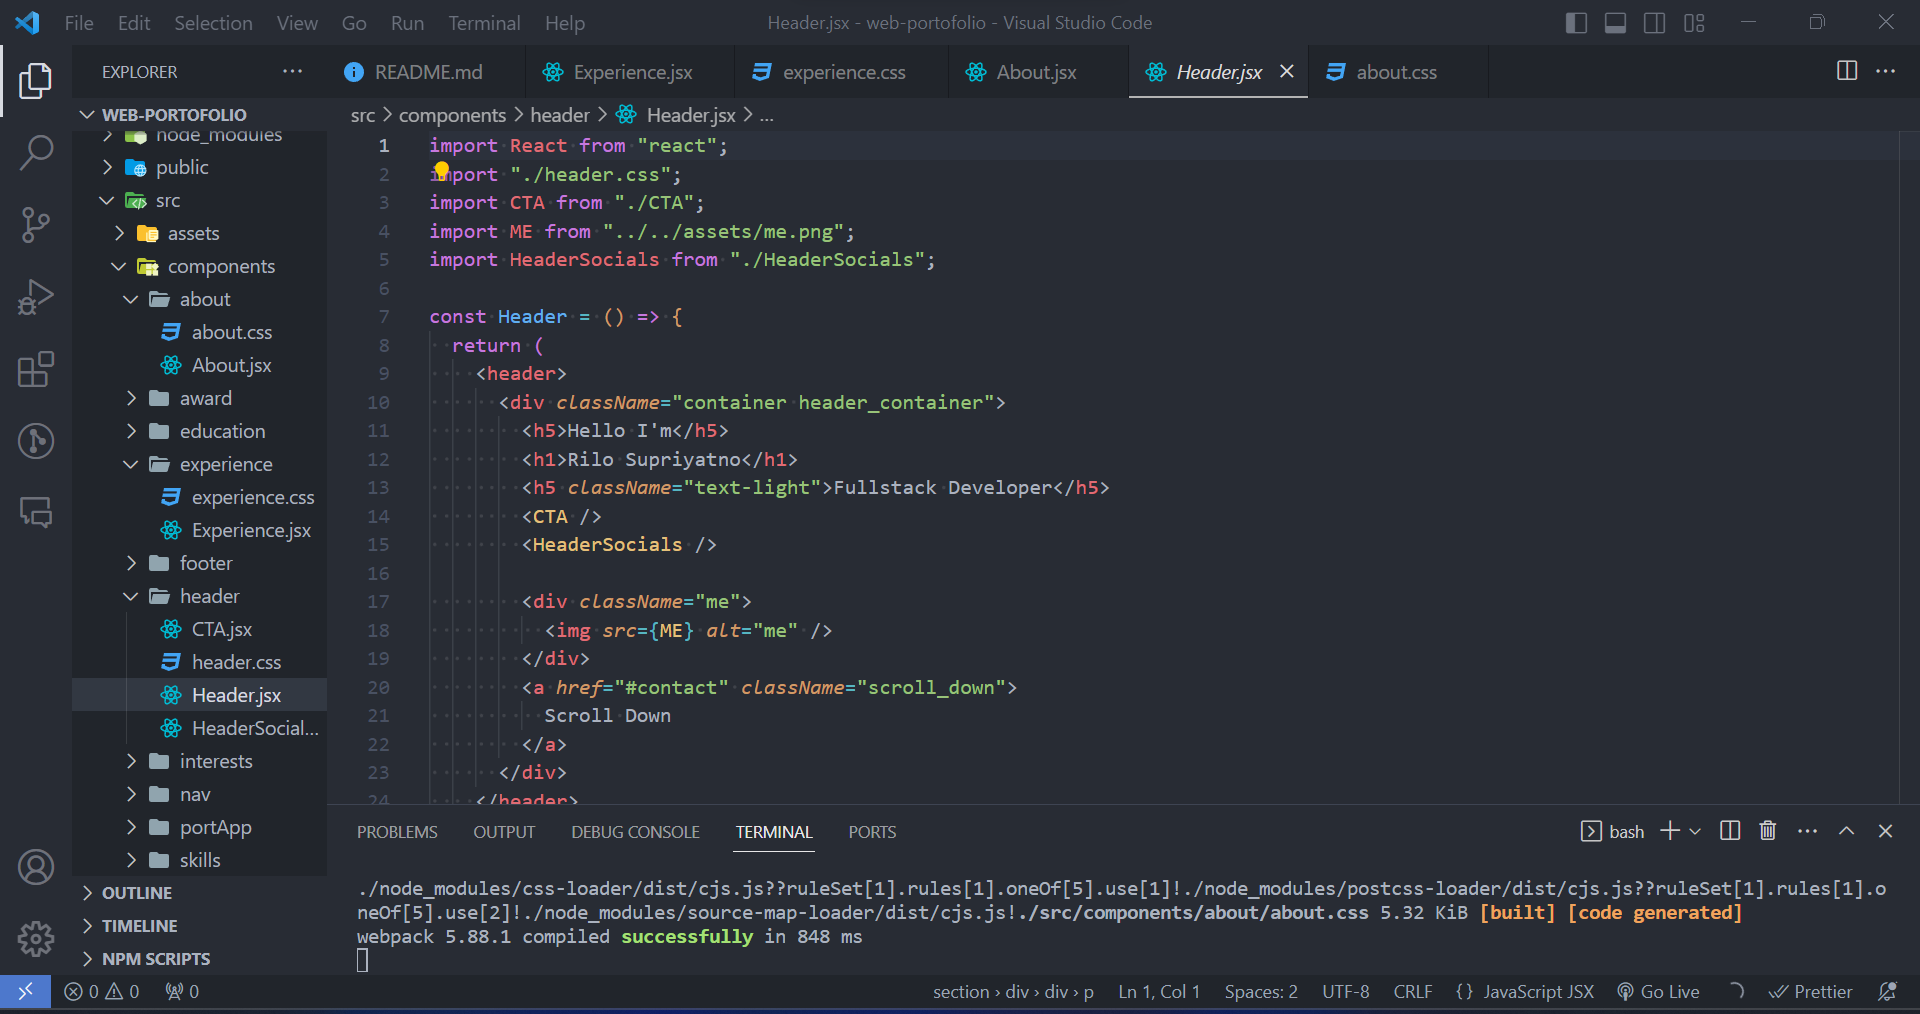 File Edit Selection View Go Run Terminal Help
Header.jsx - web-portofolio - Visual Studio Code
EXPLORER
README.md
Experience.jsx
experience.css
About.jsx
Header.jsx
about.css
WEB-PORTOFOLIO
node_modules
public
src
assets
components
about
about.css
About.jsx
award
education
experience
experience.css
Experience.jsx
footer
header
CTA.jsx
header.css
Header.jsx
HeaderSocial...
interests
nav
portApp
skills
OUTLINE
TIMELINE
NPM SCRIPTS
src > components > header > Header.jsx > ...
1 import React from "react";
2 import "./header.css";
3 import CTA from "./CTA";
4 import ME from "../../assets/me.png";
5 import HeaderSocials from "./HeaderSocials";
6
7 const Header = () => {
8 return (
9 <header>
10 <div className="container header_container">
11 <h5>Hello I'm</h5>
12 <h1>Rilo Supriyatno</h1>
13 <h5 className="text-light">Fullstack Developer</h5>
14 <CTA />
15 <HeaderSocials />
16
17 <div className="me">
18 <img src={ME} alt="me" />
19 </div>
20 <a href="#contact" className="scroll_down">
21 Scroll Down
22 </a>
23 </div>
24 </header>
PROBLEMS OUTPUT DEBUG CONSOLE TERMINAL PORTS
bash
./node_modules/css-loader/dist/cjs.js??ruleSet[1].rules[1].oneOf[5].use[1]!./node_modules/postcss-loader/dist/cjs.js??ruleSet[1].rules[1].o
neOf[5].use[2]!./node_modules/source-map-loader/dist/cjs.js!./src/components/about/about.css 5.32 KiB [built] [code generated]
webpack 5.88.1 compiled successfully in 848 ms
0 0 0
section › div › div › p
Ln 1, Col 1
Spaces: 2
UTF-8
CRLF
{ } JavaScript JSX
Go Live
Prettier